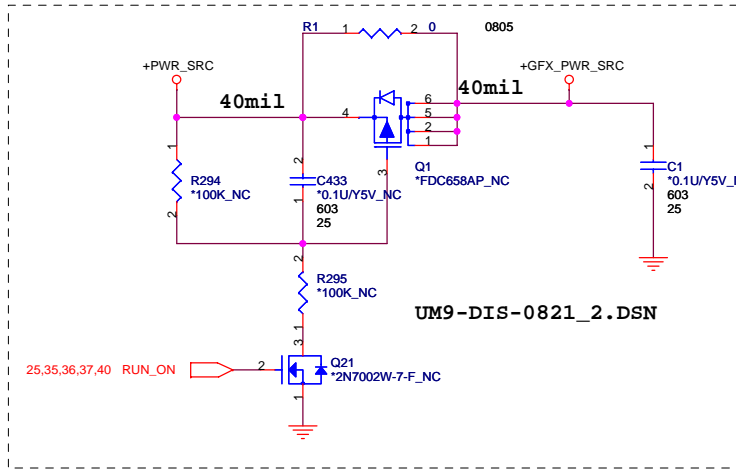 R1 1 2 0 0805
+PWR_SRC
+GFX_PWR_SRC
40mil
40mil
4
6
5
2
1
3
Q1
*FDC658AP_NC
1
R294
*100K_NC
2
2
C433
*0.1U/Y5V_NC
1
603
25
1
C1
*0.1U/Y5V_
2
603
25
2
R295
*100K_NC
1
UM9-DIS-0821_2.DSN
25,35,36,37,40 RUN_ON
2
3
Q21
*2N7002W-7-F_NC
1